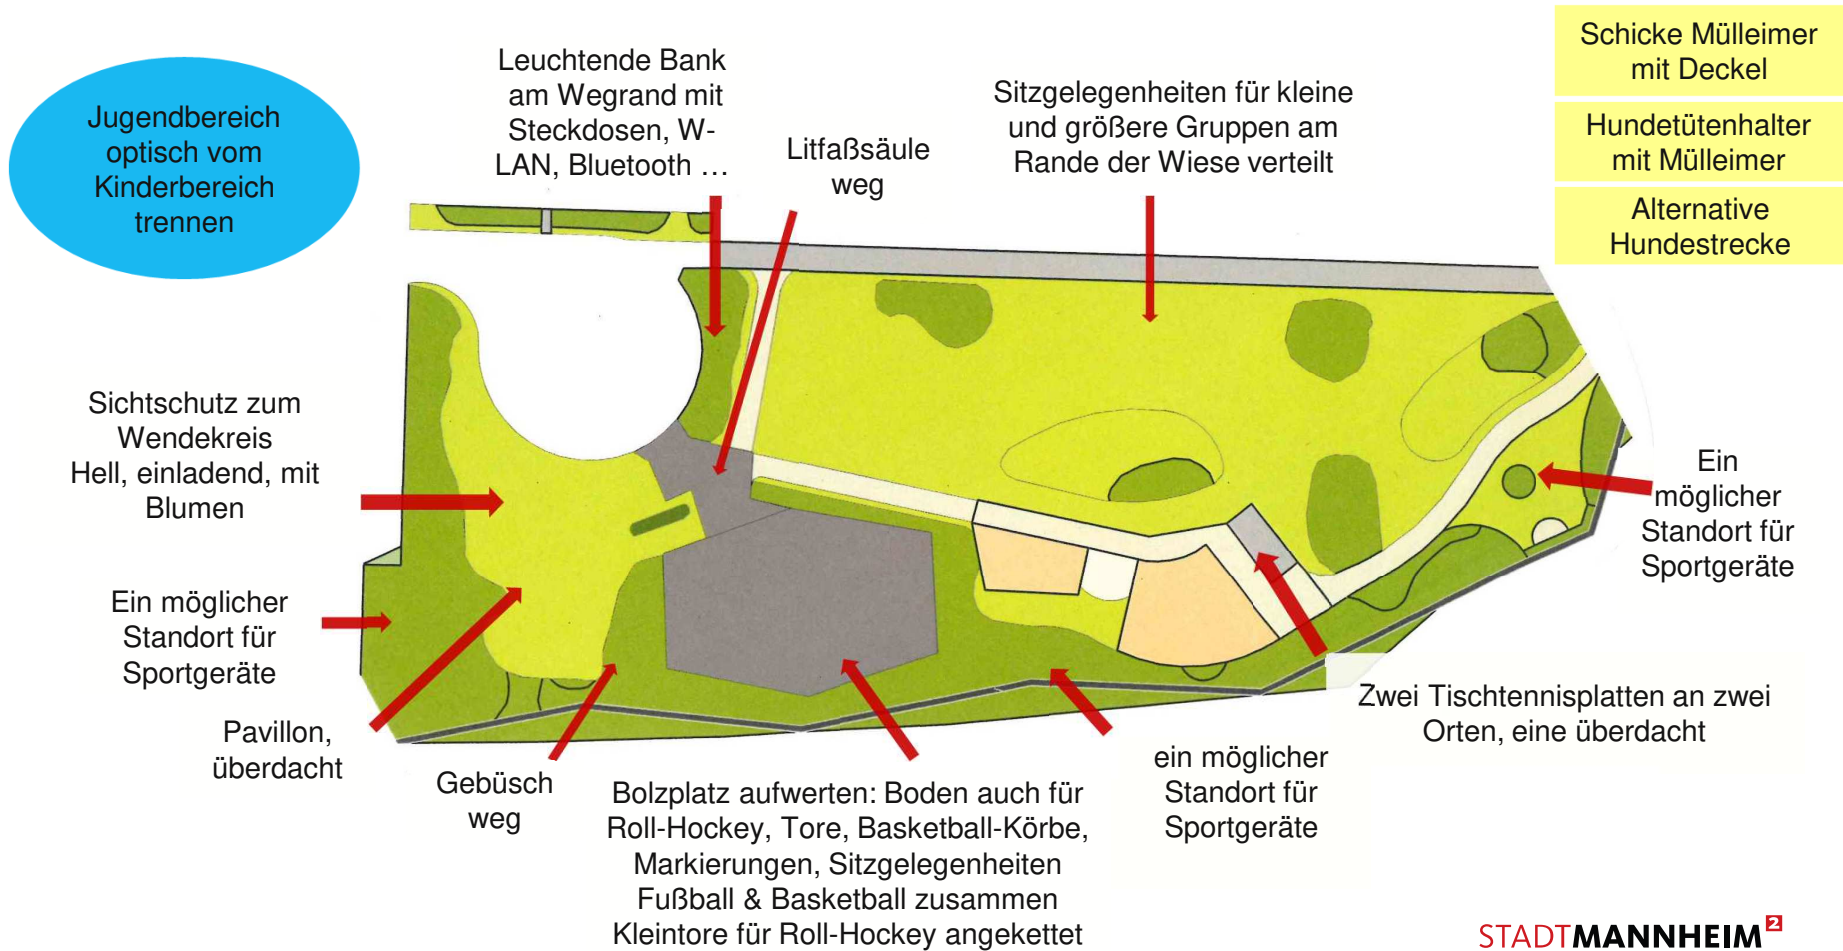 Jugendbereich
optisch vom
Kinderbereich
trennen
Leuchtende Bank
am Wegrand mit
Steckdosen, W-
LAN, Bluetooth …
Litfaßsäule
weg
Sitzgelegenheiten für kleine
und größere Gruppen am
Rande der Wiese verteilt
Schicke Mülleimer
mit Deckel
Hundetütenhalter
mit Mülleimer
Alternative
Hundestrecke
Sichtschutz zum
Wendekreis
Hell, einladend, mit
Blumen
Ein möglicher
Standort für
Sportgeräte
Pavillon,
überdacht
Gebüsch
weg
Bolzplatz aufwerten: Boden auch für
Roll-Hockey, Tore, Basketball-Körbe,
Markierungen, Sitzgelegenheiten
Fußball & Basketball zusammen
Kleintore für Roll-Hockey angekettet
ein möglicher
Standort für
Sportgeräte
Zwei Tischtennisplatten an zwei
Orten, eine überdacht
Ein
möglicher
Standort für
Sportgeräte
STADTMANNHEIM²